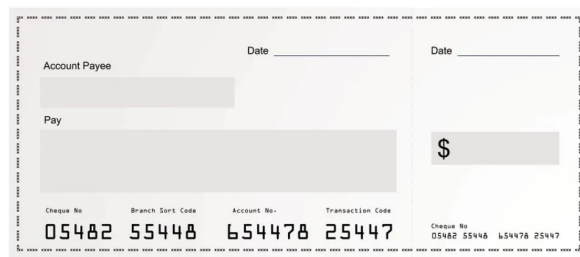 Date
Account Payee
Pay
Cheque No Branch Sort Code Account No. Transaction Code
05482 55448 654478 25447
Date
$
Cheque No
05482 55448 654478 25447